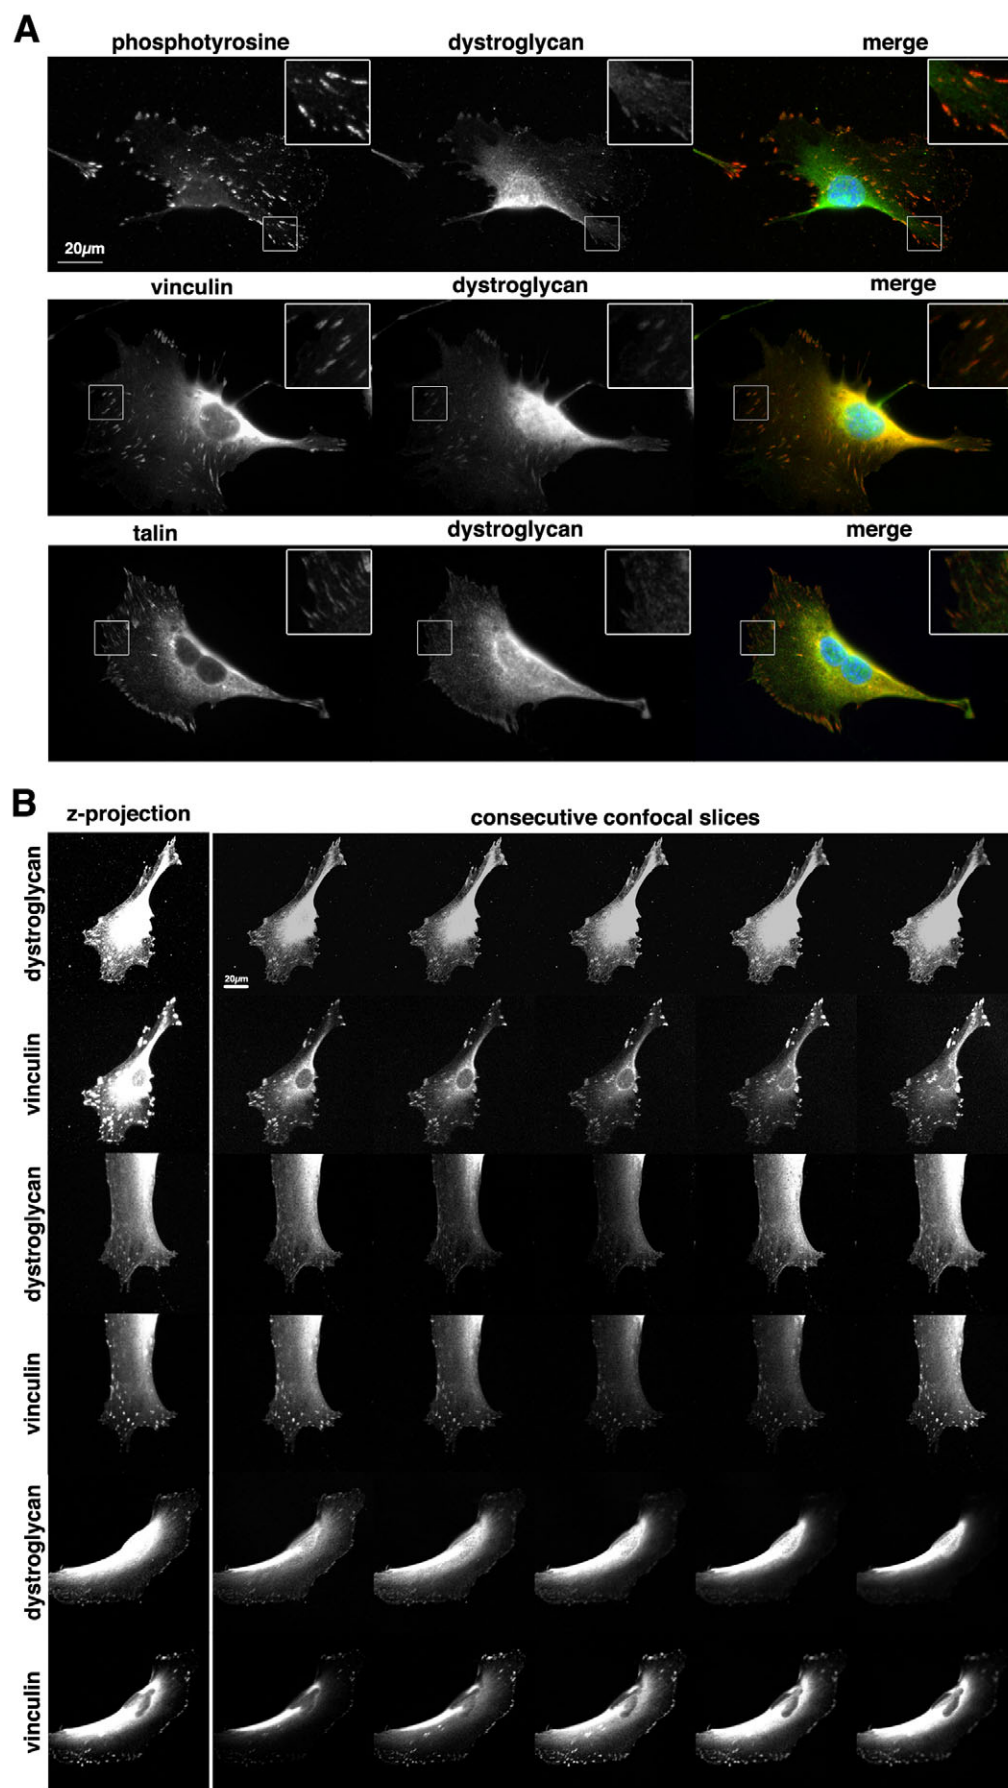 A
phosphotyrosine dystroglycan merge
20µm
vinculin dystroglycan merge
talin dystroglycan merge
B
z-projection consecutive confocal slices
dystroglycan
20µm
vinculin
dystroglycan
vinculin
dystroglycan
vinculin